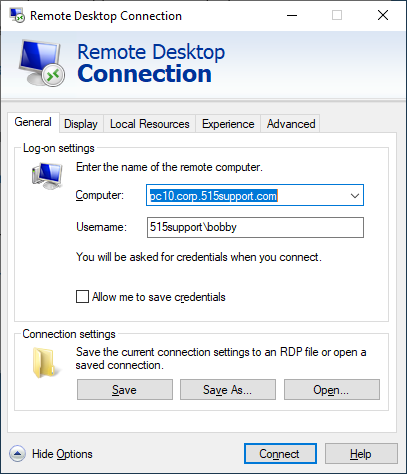 Remote Desktop Connection
Remote Desktop
Connection
General Display Local Resources Experience Advanced
Log-on settings
Enter the name of the remote computer.
Computer: pc10.corp.515support.com
Username: 515support\bobby
You will be asked for credentials when you connect.
Allow me to save credentials
Connection settings
Save the current connection settings to an RDP file or open a
saved connection.
Save Save As... Open...
Hide Options Connect Help